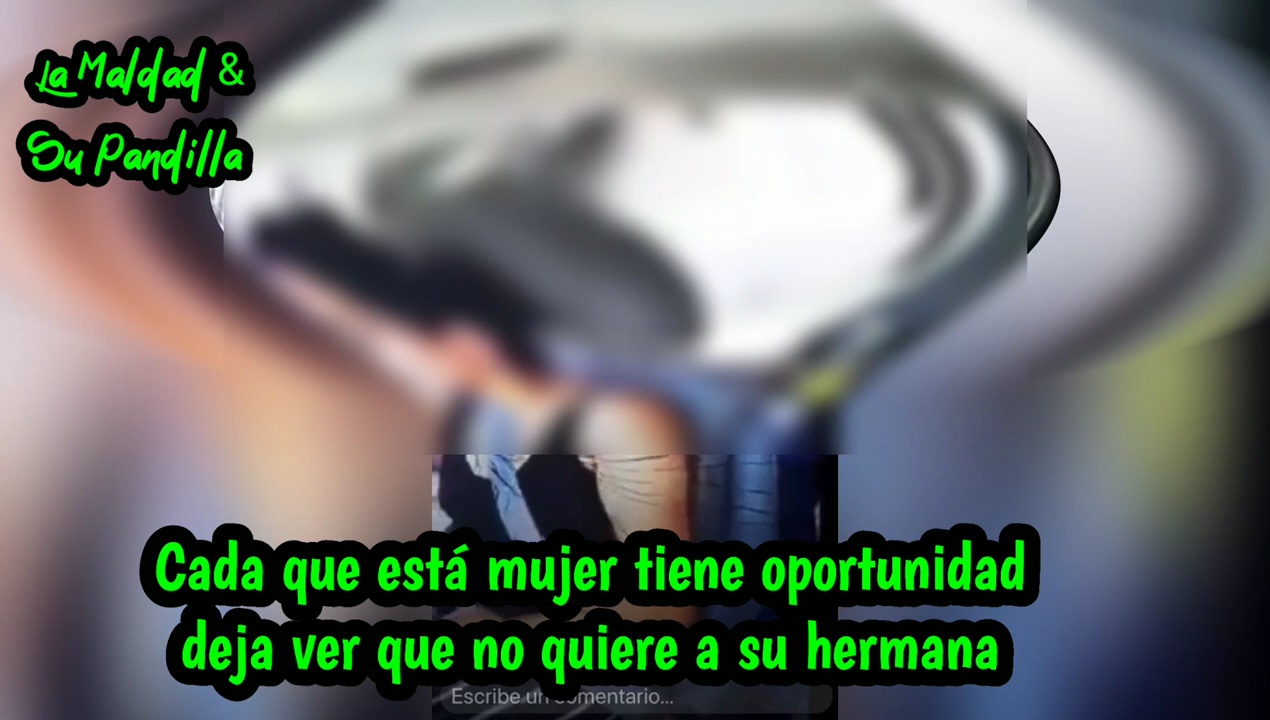 La Maldad &
Su Pandilla
Cada que está mujer tiene oportunidad
deja ver que no quiere a su hermana
Escribe un comentario...